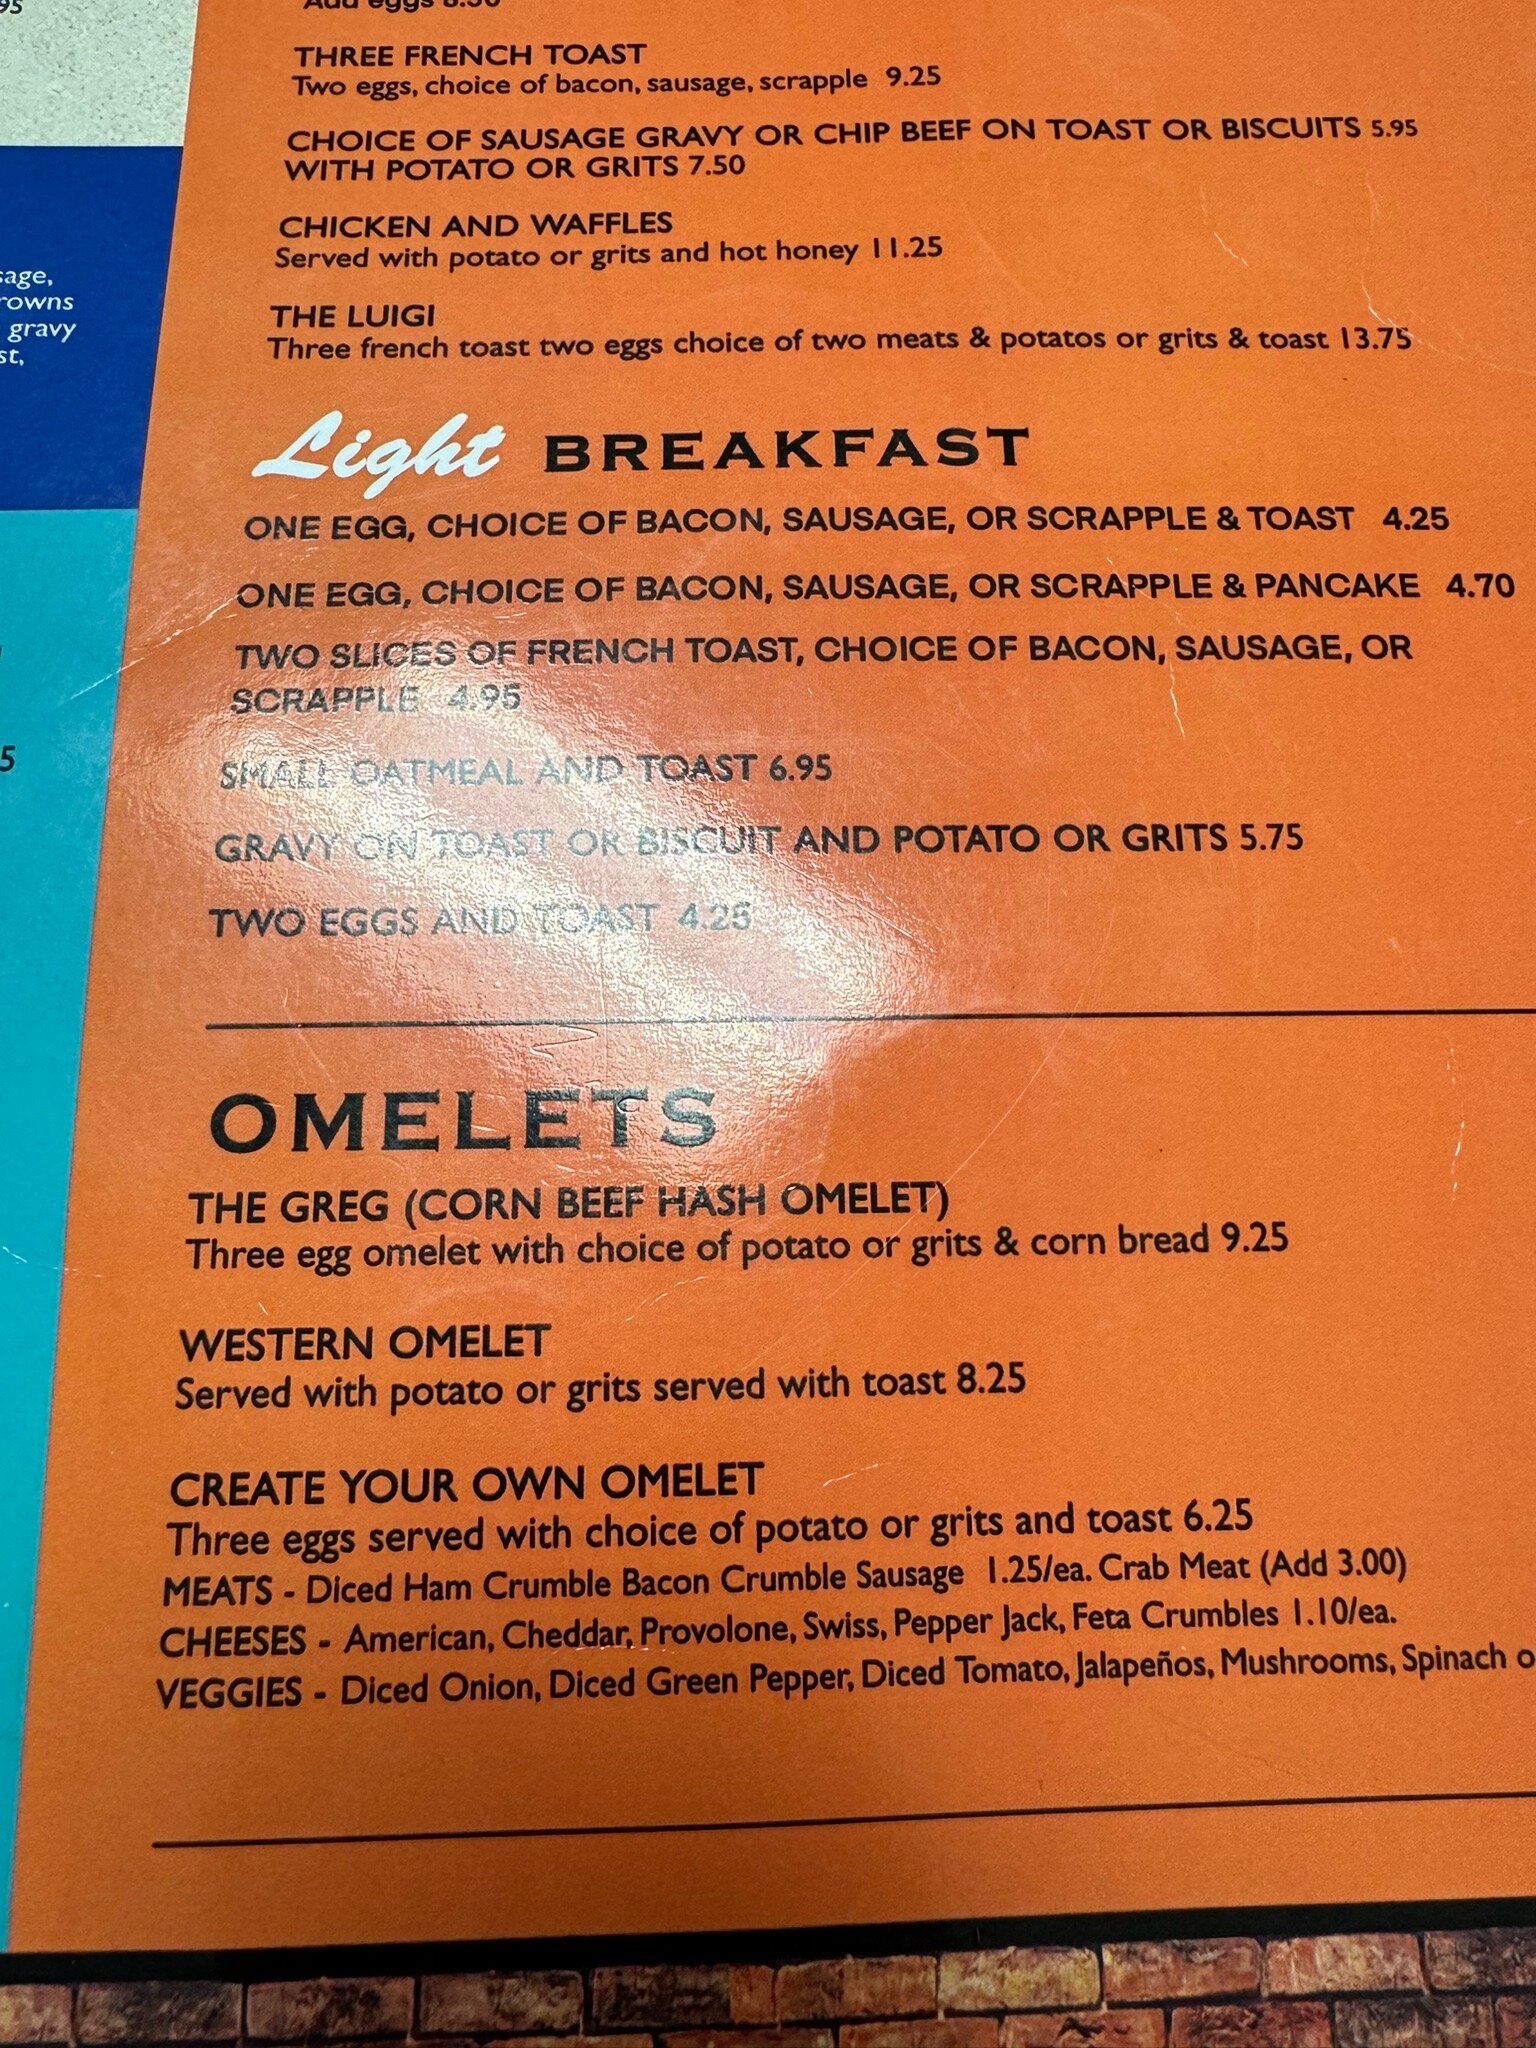 95
Add eggs 8.50
THREE FRENCH TOAST
Two eggs, choice of bacon, sausage, scrapple 9.25
CHOICE OF SAUSAGE GRAVY OR CHIP BEEF ON TOAST OR BISCUITS 5.95
WITH POTATO OR GRITS 7.50
CHICKEN AND WAFFLES
Served with potato or grits and hot honey 11.25
THE LUIGI
Three french toast two eggs choice of two meats & potatos or grits & toast 13.75
gravy
Light BREAKFAST
ONE EGG, CHOICE OF BACON, SAUSAGE, OR SCRAPPLE & TOAST 4.25
ONE EGG, CHOICE OF BACON, SAUSAGE, OR SCRAPPLE & PANCAKE 4.70
TWO SLICES OF FRENCH TOAST, CHOICE OF BACON, SAUSAGE, OR
SCRAPPLE 4.95
SMALL OATMEAL AND TOAST 6.95
GRAVY ON TOAST OR BISCUIT AND POTATO OR GRITS 5.75
TWO EGGS AND TOAST 4.25
OMELETS
THE GREG (CORN BEEF HASH OMELET)
Three egg omelet with choice of potato or grits & corn bread 9.25
WESTERN OMELET
Served with potato or grits served with toast 8.25
CREATE YOUR OWN OMELET
Three eggs served with choice of potato or grits and toast 6.25
MEATS - Diced Ham Crumble Bacon Crumble Sausage 1.25/ea. Crab Meat (Add 3.00)
CHEESES - American, Cheddar, Provolone, Swiss, Pepper Jack, Feta Crumbles 1.10/ea.
VEGGIES - Diced Onion, Diced Green Pepper, Diced Tomato, Jalapeños, Mushrooms, Spinach